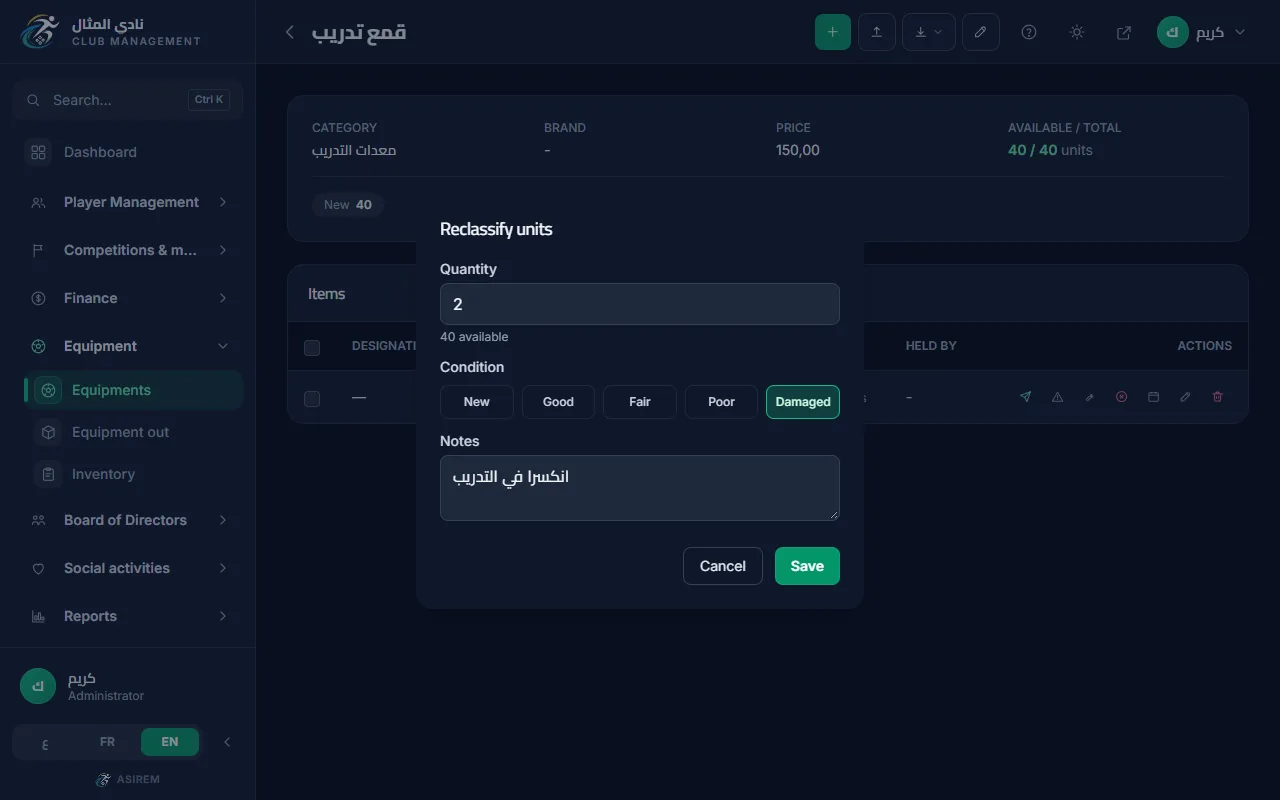 نادي المثال
CLUB MANAGEMENT
Search...
Ctrl K
Dashboard
Player Management
Competitions & m...
Finance
Equipment
Equipments
Equipment out
Inventory
Board of Directors
Social activities
Reports
ك
كريم
Administrator
ع
FR
EN
ASIREM
قمع تدريب
ك
كريم
CATEGORY
BRAND
PRICE
AVAILABLE / TOTAL
معدات التدريب
-
150,00
40 / 40 units
New 40
Items
HELD BY
ACTIONS
—
-
Reclassify units
Quantity
2
40 available
Condition
New
Good
Fair
Poor
Damaged
Notes
انكسرا في التدريب
Cancel
Save